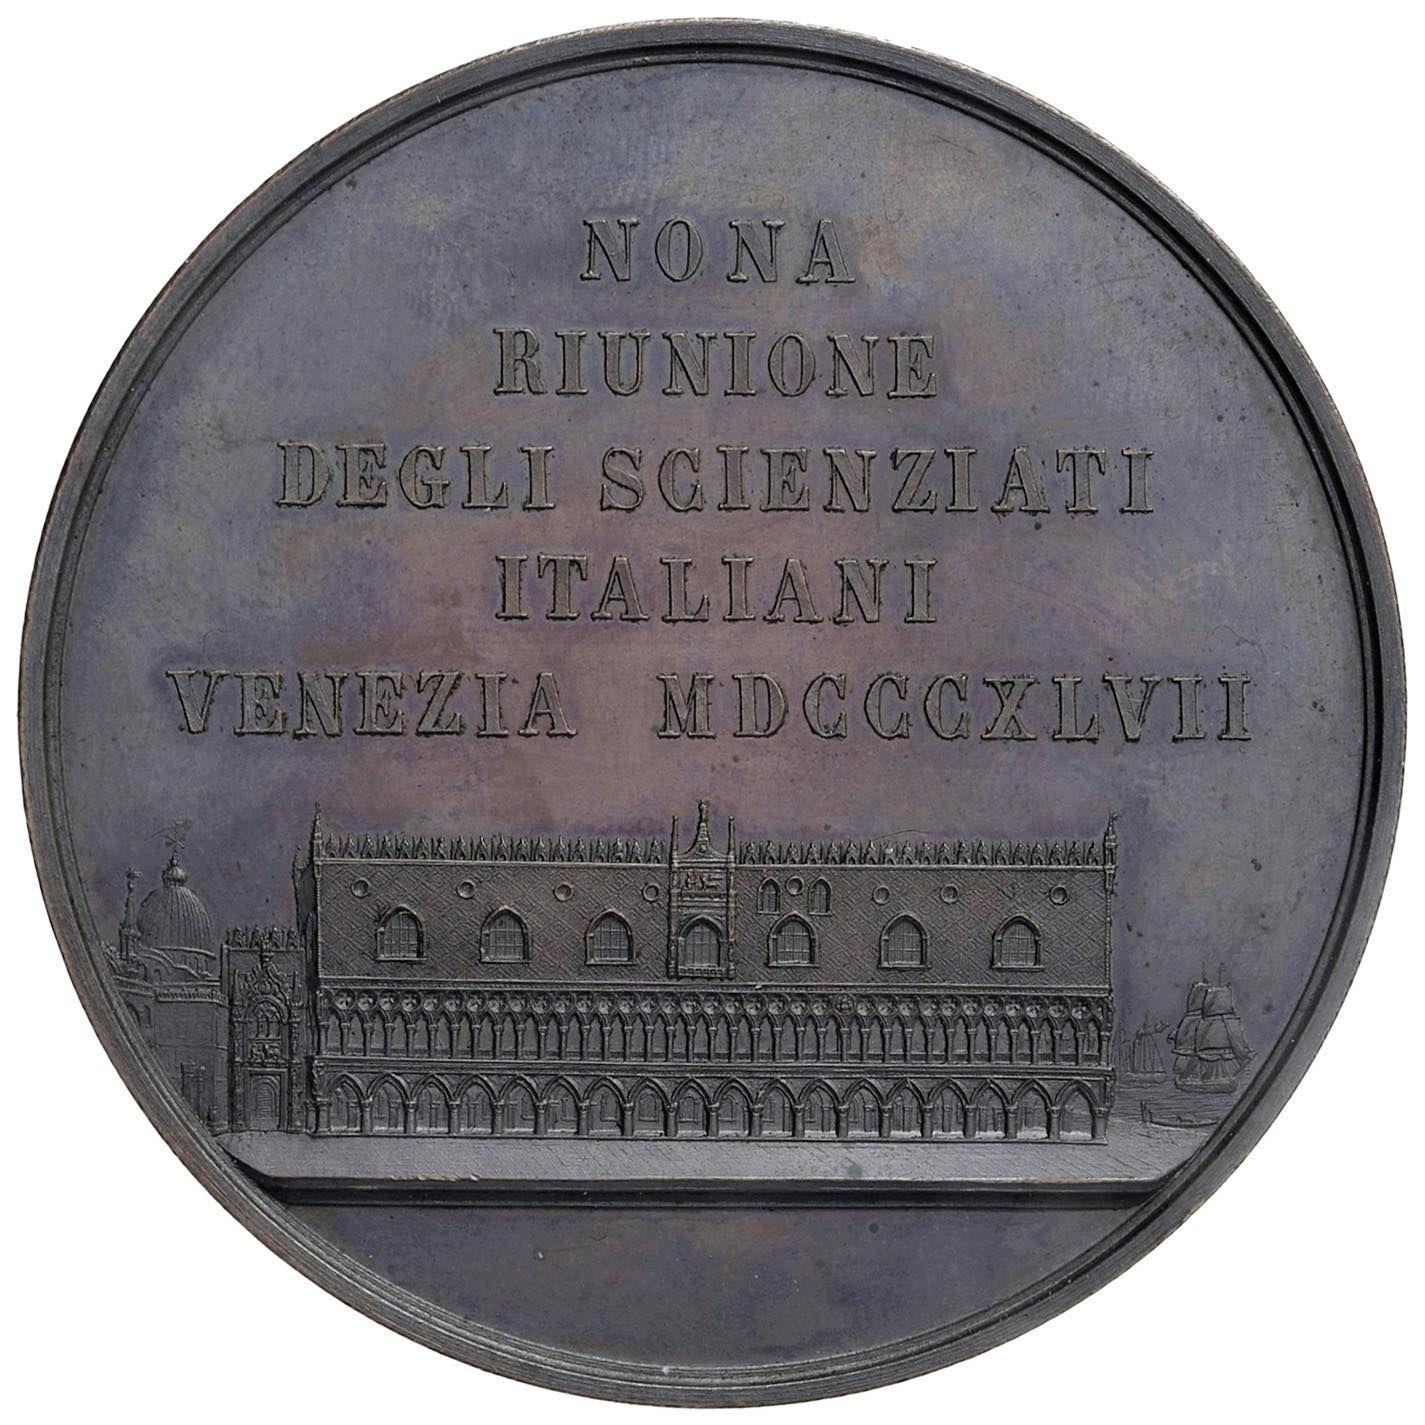 NONA
RIUNIONE
DEGLI SCIENZIATI
ITALIANI
VENEZIA MDCCCXLVII